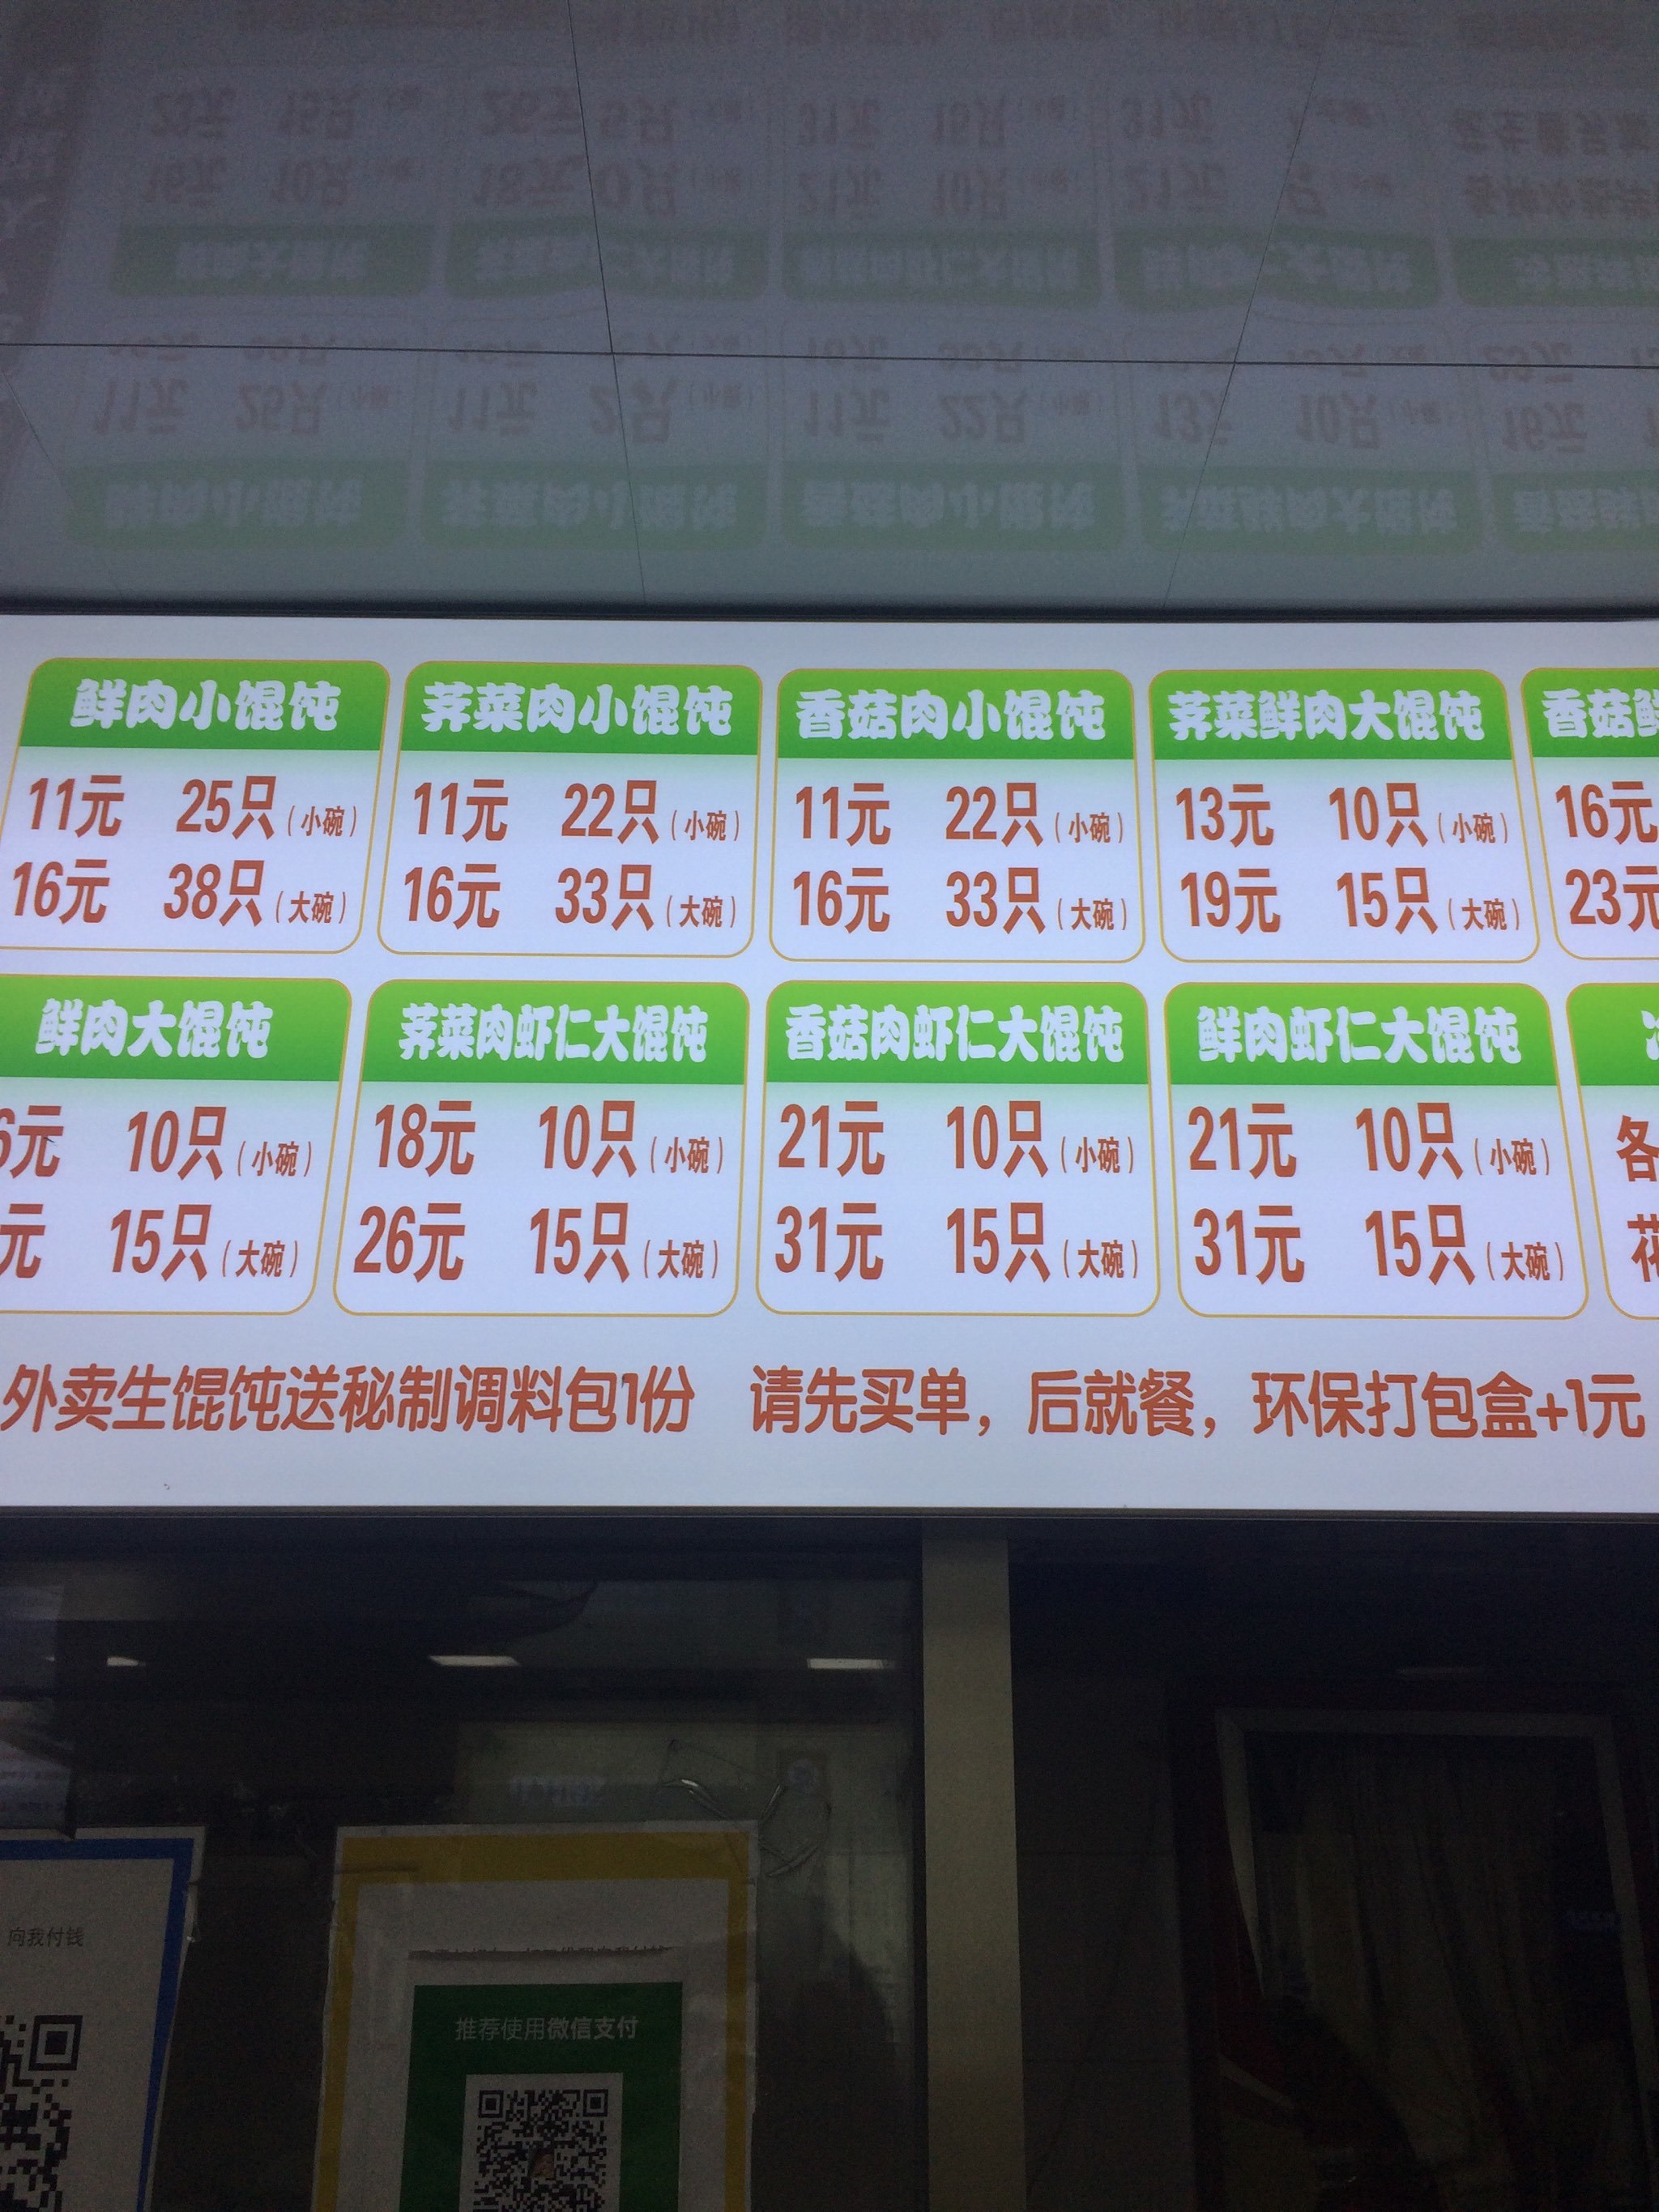 鲜肉小馄饨
11元 25只（小碗）
16元 38只（大碗）
荠菜肉小馄饨
11元 22只（小碗）
16元 33只（大碗）
香菇肉小馄饨
11元 22只（小碗）
16元 33只（大碗）
荠菜鲜肉大馄饨
13元 10只（小碗）
19元 15只（大碗）
香菇鲜
16元
23元
鲜肉大馄饨
6元 10只（小碗）
元 15只（大碗）
荠菜肉虾仁大馄饨
18元 10只（小碗）
26元 15只（大碗）
香菇肉虾仁大馄饨
21元 10只（小碗）
31元 15只（大碗）
鲜肉虾仁大馄饨
21元 10只（小碗）
31元 15只（大碗）
各
花
外卖生馄饨送秘制调料包1份 请先买单，后就餐，环保打包盒+1元
向我付钱
推荐使用微信支付